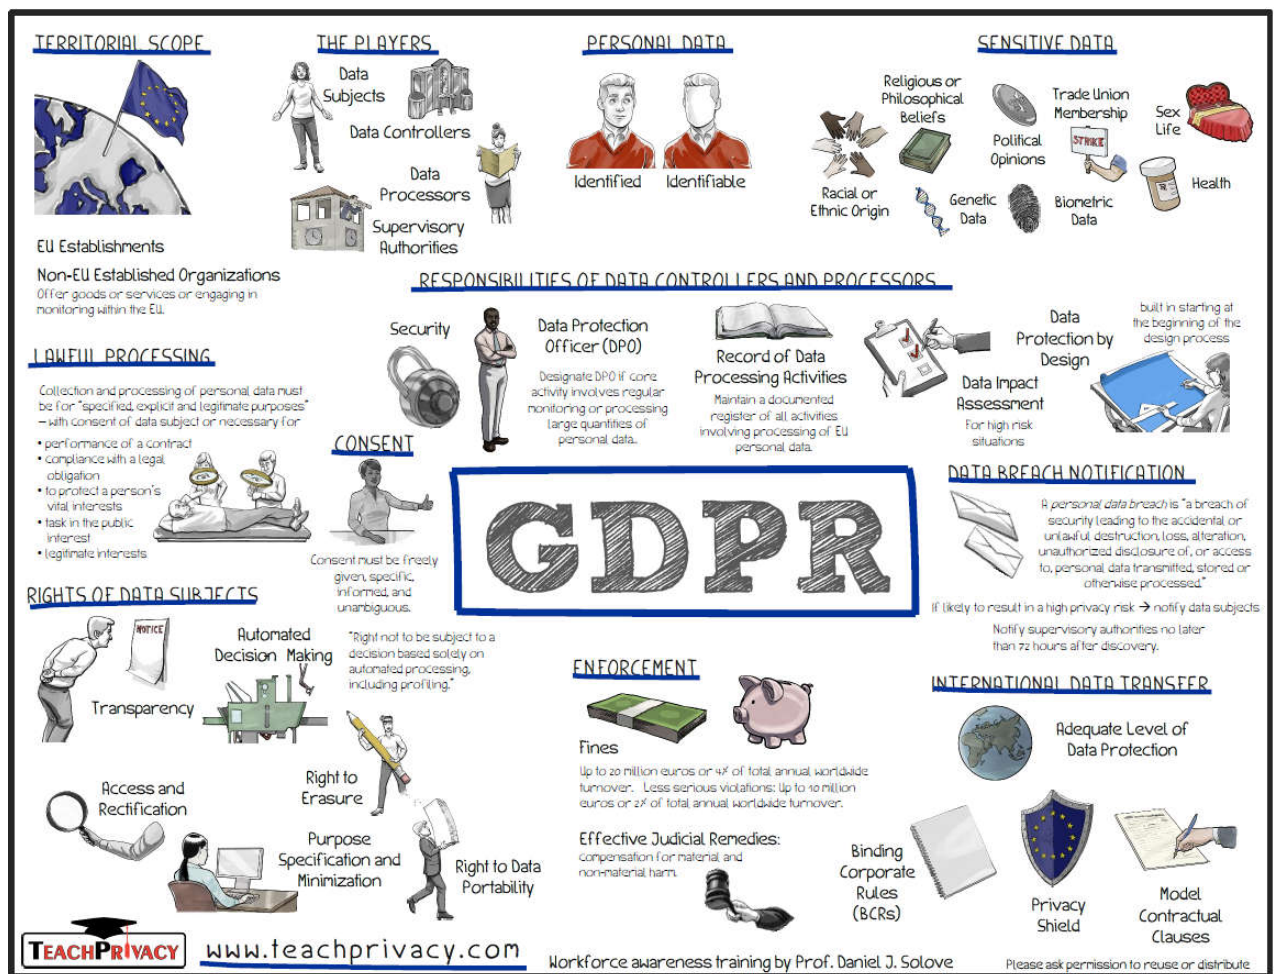 TERRITORIAL SCOPE
EU Establishments
Non-EU Established Organizations
Offer goods or services or engaging in
monitoring within the EU.
THE PLAYERS
Data
Subjects
Data Controllers
Data
Processors
Supervisory
Authorities
PERSONAL DATA
Identified
Identifiable
SENSITIVE DATA
Religious or
Philosophical
Beliefs
Trade Union
Membership
STRIKE
Sex
Life
Political
Opinions
Racial or
Ethnic Origin
Genetic
Data
Biometric
Data
Health
RESPONSIBILITIES OF DATA CONTROLLERS AND PROCESSORS
Security
Data Protection
Officer (DPO)
Designate DPO if core
activity involves regular
monitoring or processing
large quantities of
personal data.
Record of Data
Processing Activities
Maintain a documented
register of all activities
involving processing of EU
personal data.
Data Impact
Assessment
For high risk
situations
Data
Protection by
Design
built in starting at
the beginning of the
design process
LAWFUL PROCESSING
Collection and processing of personal data must
be for "specified, explicit and legitimate purposes"
– with consent of data subject or necessary for
• performance of a contract
• compliance with a legal
obligation
• to protect a person's
vital interests
• task in the public
interest
• legitimate interests
CONSENT
Consent must be freely
given, specific,
informed, and
unambiguous.
GDPR
DATA BREACH NOTIFICATION
A personal data breach is "a breach of
security leading to the accidental or
unlawful destruction, loss, alteration,
unauthorized disclosure of, or access
to, personal data transmitted, stored or
otherwise processed."
If likely to result in a high privacy risk → notify data subjects
Notify supervisory authorities no later
than 72 hours after discovery.
RIGHTS OF DATA SUBJECTS
NOTICE
Transparency
Automated
Decision Making
"Right not to be subject to a
decision based solely on
automated processing,
including profiling."
Access and
Rectification
Right to
Erasure
Purpose
Specification and
Minimization
Right to Data
Portability
ENFORCEMENT
Fines
Up to 20 million euros or 4% of total annual worldwide
turnover. Less serious violations: Up to 10 million
euros or 2% of total annual worldwide turnover.
Effective Judicial Remedies:
compensation for material and
non-material harm.
INTERNATIONAL DATA TRANSFER
Adequate Level of
Data Protection
Binding
Corporate
Rules
(BCRs)
Privacy
Shield
Model
Contractual
Clauses
TEACHPRIVACY
www.teachprivacy.com
Workforce awareness training by Prof. Daniel J. Solove
Please ask permission to reuse or distribute